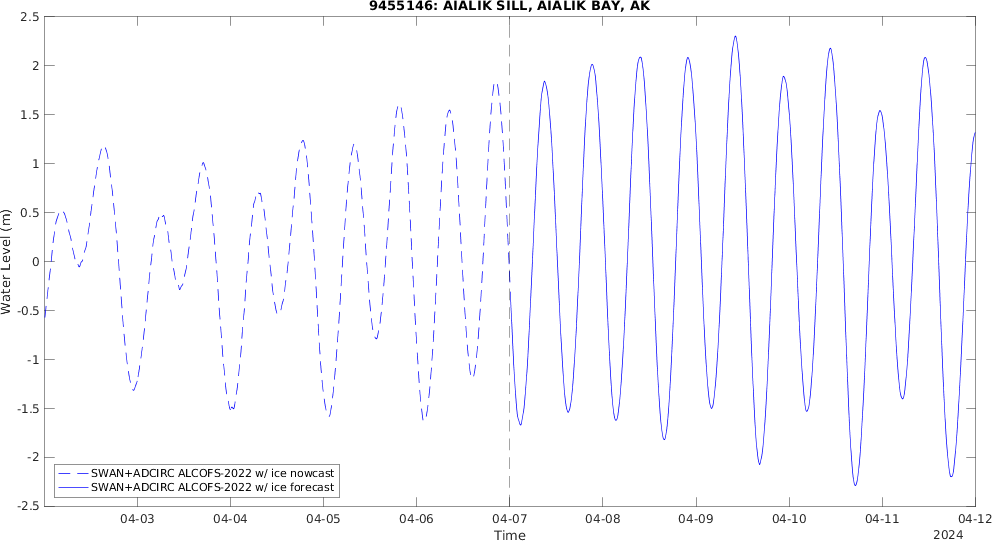 9455146: AIALIK SILL, AIALIK BAY, AK
2.5
2
1.5
1
0.5
0
-0.5
-1
-1.5
-2
-2.5
Water Level (m)
SWAN+ADCIRC ALCOFS-2022 w/ ice nowcast
SWAN+ADCIRC ALCOFS-2022 w/ ice forecast
04-03 04-04 04-05 04-06 04-07 04-08 04-09 04-10 04-11 04-12
Time
2024